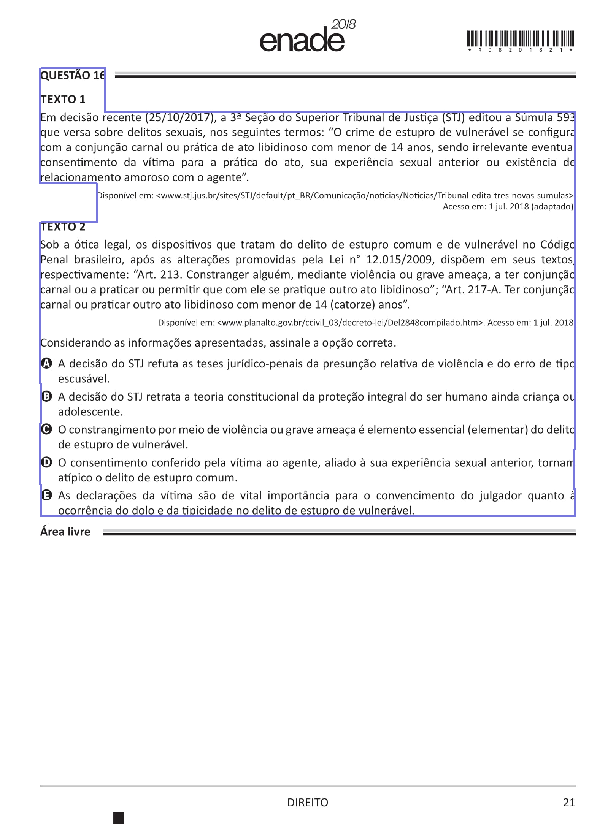 enade 2018
*R0620182 1*
QUESTÃO 16
TEXTO 1
Em decisão recente (25/10/2017), a 3ª Seção do Superior Tribunal de Justiça (STJ) editou a Súmula 593
que versa sobre delitos sexuais, nos seguintes termos: "O crime de estupro de vulnerável se configura
com a conjunção carnal ou prática de ato libidinoso com menor de 14 anos, sendo irrelevante eventua
consentimento da vítima para a prática do ato, sua experiência sexual anterior ou existência de
relacionamento amoroso com o agente".
Disponível em: <www.stj.jus.br/sites/STJ/default/pt_BR/Comunicação/noticias/Notícias/Tribunal-edita-tres-novas-sumulas>
Acesso em: 1 jul. 2018 (adaptado)
TEXTO 2
Sob a ótica legal, os dispositivos que tratam do delito de estupro comum e de vulnerável no Código
Penal brasileiro, após as alterações promovidas pela Lei n° 12.015/2009, dispõem em seus textos,
respectivamente: "Art. 213. Constranger alguém, mediante violência ou grave ameaça, a ter conjunção
carnal ou a praticar ou permitir que com ele se pratique outro ato libidinoso"; "Art. 217-A. Ter conjunção
carnal ou praticar outro ato libidinoso com menor de 14 (catorze) anos".
Disponível em: <www.planalto.gov.br/ccivil_03/decreto-lei/Del2848compilado.htm>. Acesso em: 1 jul. 2018
Considerando as informações apresentadas, assinale a opção correta.
A A decisão do STJ refuta as teses jurídico-penais da presunção relativa de violência e do erro de tipo
escusável.
B A decisão do STJ retrata a teoria constitucional da proteção integral do ser humano ainda criança ou
adolescente.
C O constrangimento por meio de violência ou grave ameaça é elemento essencial (elementar) do delito
de estupro de vulnerável.
D O consentimento conferido pela vítima ao agente, aliado à sua experiência sexual anterior, tornam
atípico o delito de estupro comum.
E As declarações da vítima são de vital importância para o convencimento do julgador quanto à
ocorrência do dolo e da tipicidade no delito de estupro de vulnerável.
Área livre
DIREITO 21